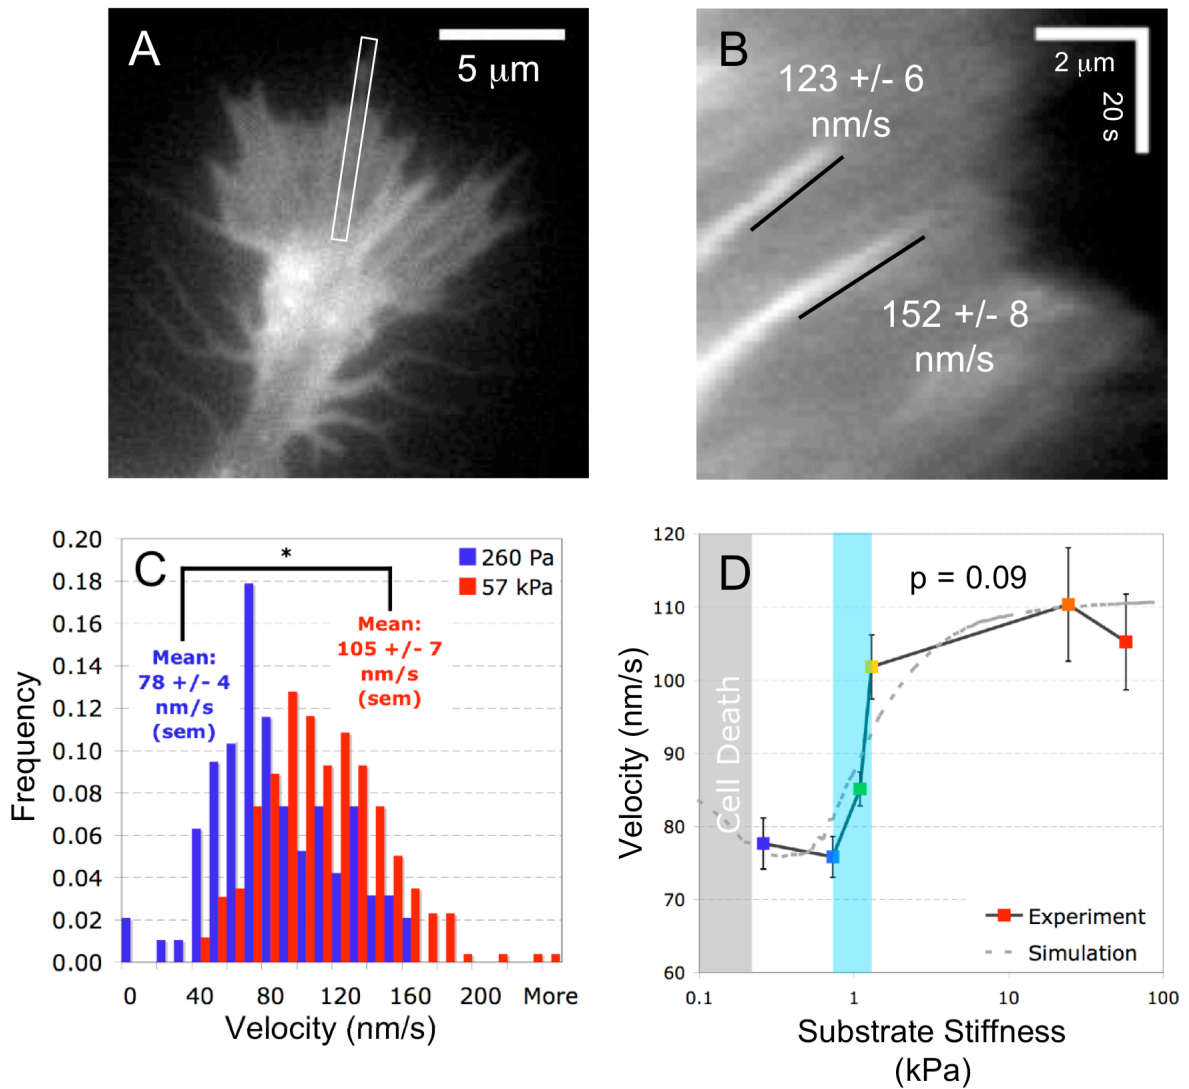 A
5 μm
B
123 +/- 6
nm/s
2 μm
20 s
152 +/- 8
nm/s
C
*
260 Pa
57 kPa
Mean:
78 +/- 4
nm/s
(sem)
Mean:
105 +/- 7
nm/s
(sem)
0.20
0.18
0.16
0.14
0.12
0.10
0.08
0.06
0.04
0.02
0.00
Frequency
0 40 80 120 160 200 More
Velocity (nm/s)
D
p = 0.09
Cell Death
120
110
100
90
80
70
60
Velocity (nm/s)
Experiment
Simulation
0.1 1 10 100
Substrate Stiffness
(kPa)